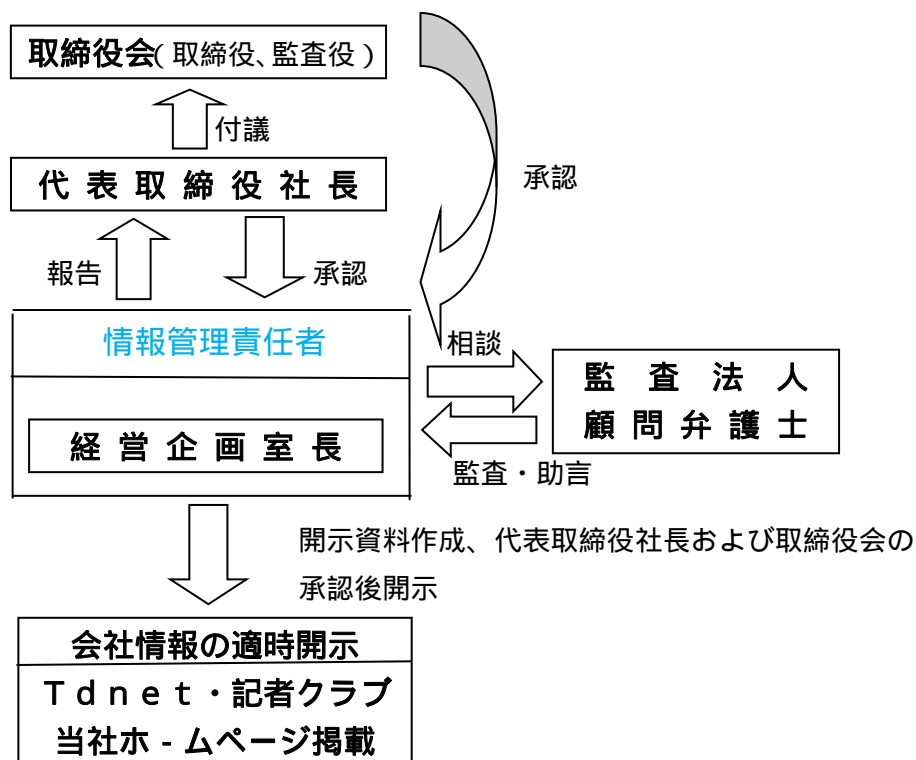 取締役会(取締役、監査役)
付議
承認
代表取締役社長
報告
承認
情報管理責任者
相談
監査法人
顧問弁護士
経営企画室長
監査・助言
開示資料作成、代表取締役社長および取締役会の
承認後開示
会社情報の適時開示
Tdnet・記者クラブ
当社ホ-ムページ掲載